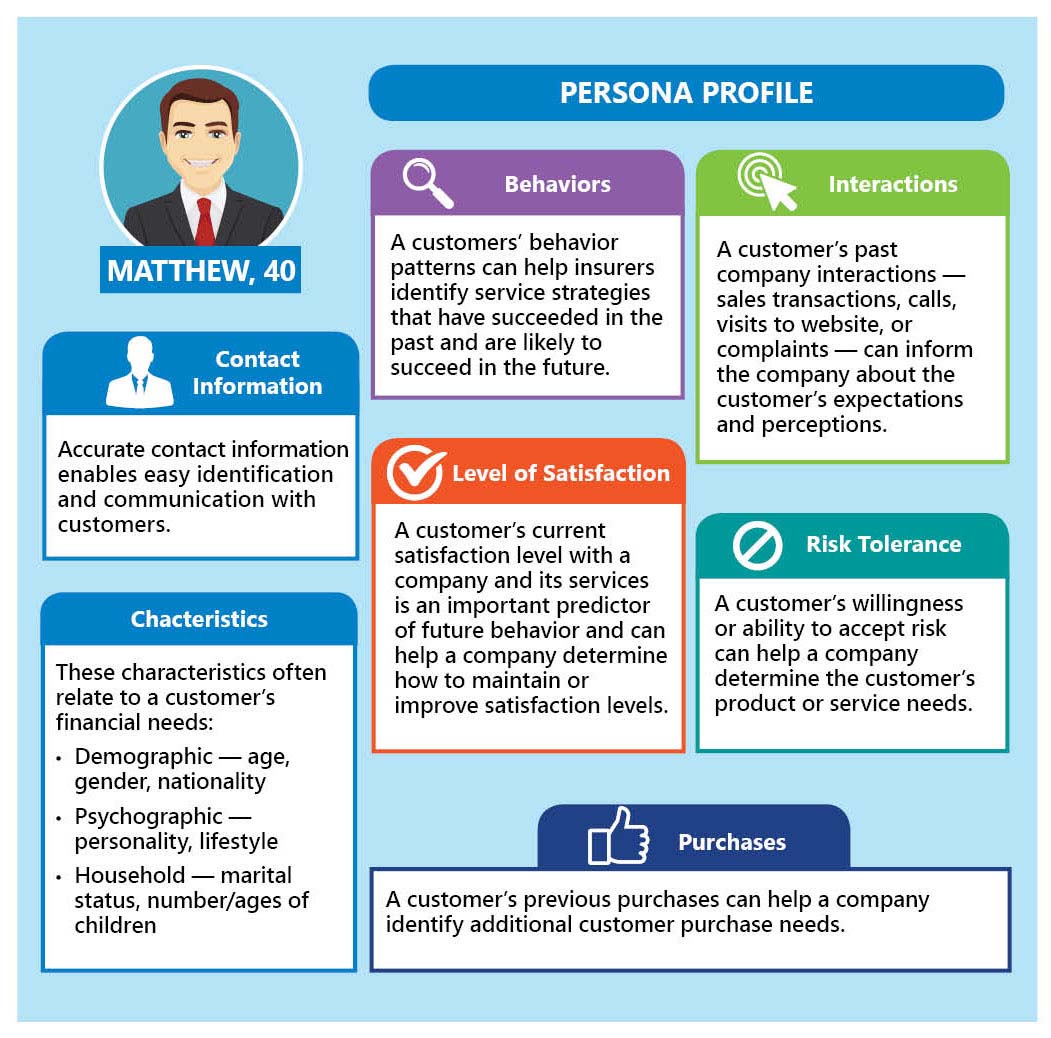 PERSONA PROFILE
MATTHEW, 40
Contact
Information
Accurate contact information
enables easy identification
and communication with
customers.
Chacteristics
These characteristics often
relate to a customer’s
financial needs:
• Demographic — age,
gender, nationality
• Psychographic —
personality, lifestyle
• Household — marital
status, number/ages of
children
Behaviors
A customers’ behavior
patterns can help insurers
identify service strategies
that have succeeded in the
past and are likely to
succeed in the future.
Level of Satisfaction
A customer’s current
satisfaction level with a
company and its services
is an important predictor
of future behavior and can
help a company determine
how to maintain or
improve satisfaction levels.
Interactions
A customer’s past
company interactions —
sales transactions, calls,
visits to website, or
complaints — can inform
the company about the
customer’s expectations
and perceptions.
Risk Tolerance
A customer’s willingness
or ability to accept risk
can help a company
determine the customer’s
product or service needs.
Purchases
A customer’s previous purchases can help a company
identify additional customer purchase needs.